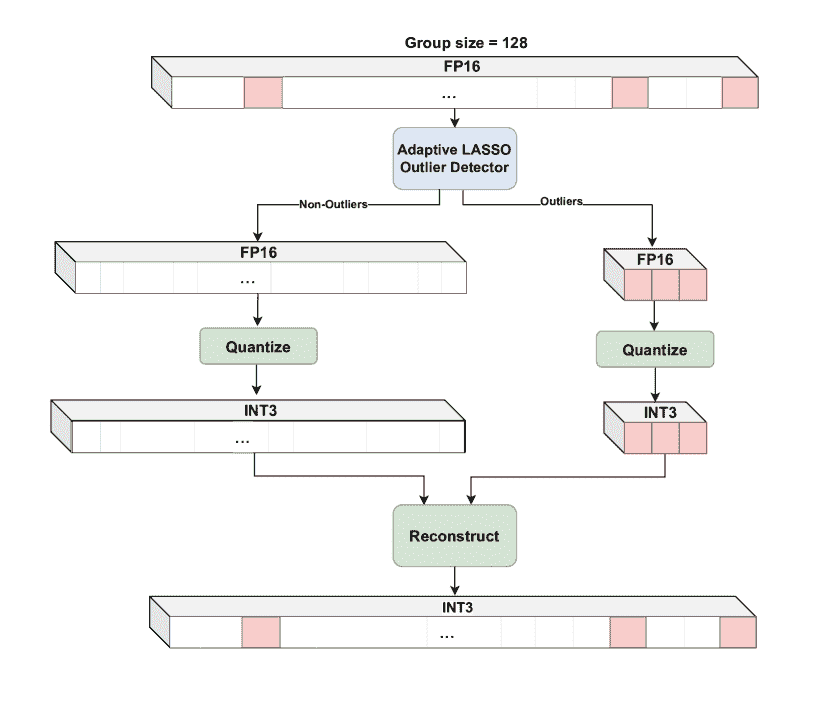 Group size = 128
FP16
...
Adaptive LASSO
Outlier Detector
Non-Outliers
Outliers
FP16
...
FP16
Quantize
Quantize
INT3
...
INT3
Reconstruct
INT3
...